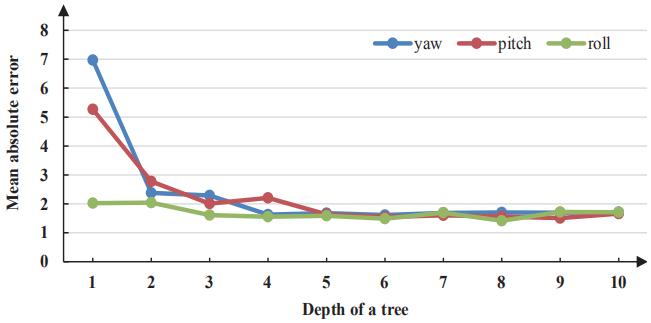 8
yaw pitch roll
7
6
5
4
3
2
1
0
Mean absolute error
1 2 3 4 5 6 7 8 9 10
Depth of a tree